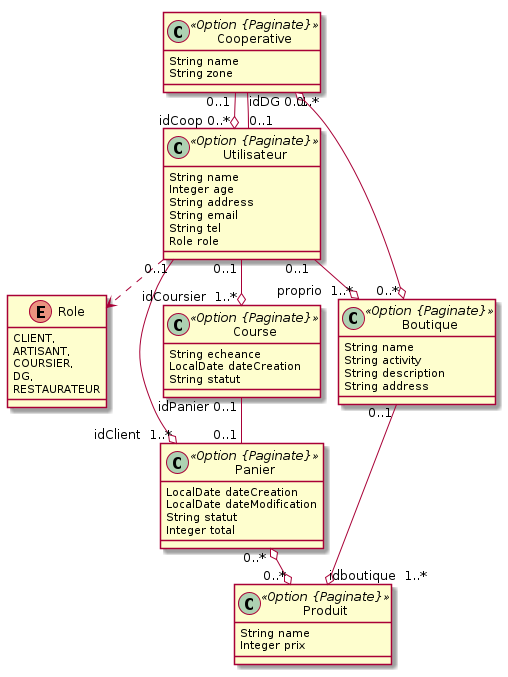 C «Option {Paginate}»
Cooperative
String name
String zone
0..1
idDG 0..1
0..*
idCoop 0..*
0..1
C «Option {Paginate}»
Utilisateur
String name
Integer age
String address
String email
String tel
Role role
0..1
0..1
0..1
idCoursier 1..*
proprio 1..*
0..*
E Role
CLIENT,
ARTISANT,
COURSIER,
DG,
RESTAURATEUR
C «Option {Paginate}»
Course
String echeance
LocalDate dateCreation
String statut
C «Option {Paginate}»
Boutique
String name
String activity
String description
String address
idPanier 0..1
0..1
idClient 1..*
0..1
C «Option {Paginate}»
Panier
LocalDate dateCreation
LocalDate dateModification
String statut
Integer total
0..*
0..*
idboutique 1..*
C «Option {Paginate}»
Produit
String name
Integer prix